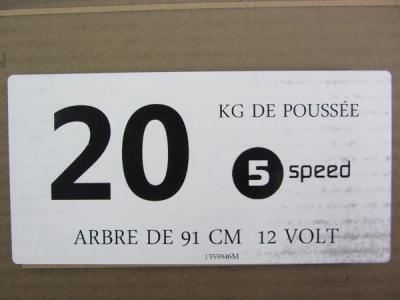 20
KG DE POUSSÉE
5 speed
ARBRE DE 91 CM 12 VOLT
1355946M